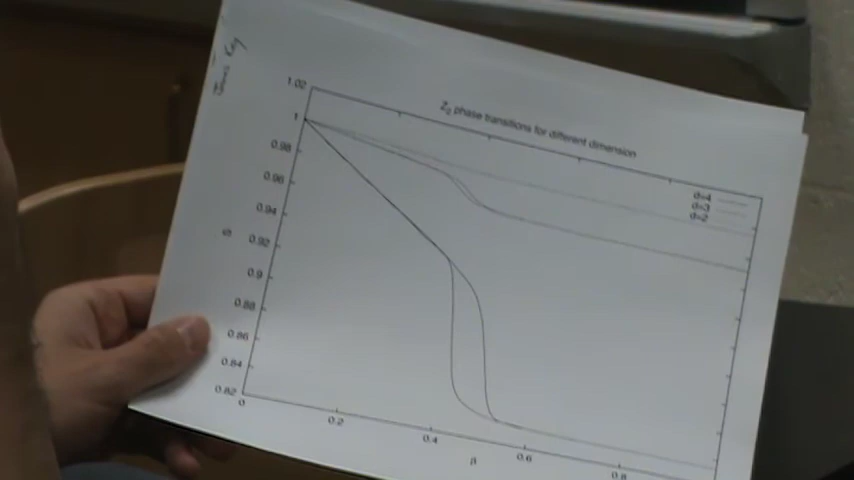 Z2 phase transitions for different dimension
1.02
1
0.98
0.96
0.94
0.92
0.9
0.88
0.86
0.84
0.82
S
d=4
d=3
d=2
0
0.2
0.4
0.6
0.8
β